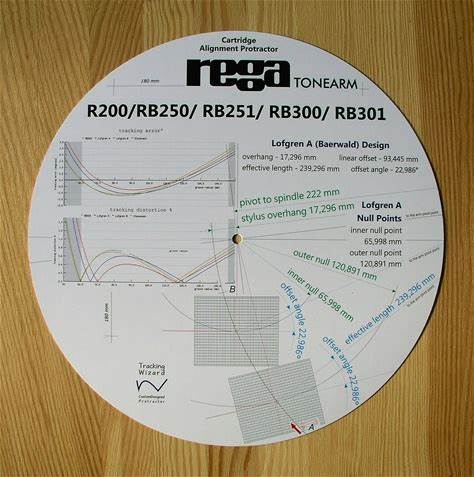 Cartridge
Alignment Protractor
rega TONEARM
180 mm
R200/RB250/ RB251/ RB300/ RB301
tracking error°
Lofgren A (Baerwald) Design
overhang - 17,296 mm linear offset - 93,445 mm
effective length - 239,296 mm offset angle - 22,986°
pivot to spindle 222 mm
stylus overhang 17,296 mm
Lofgren A
Null Points
inner null point
65,998 mm
outer null point
120,891 mm
tracking distortion %
outer null 120,891 mm
inner null 65,998 mm
effective length 239,296 mm
offset angle 22,986°
offset angle 22,986°
B
180 mm
Tracking
Wizard
CustomDesigned
Protractor
A